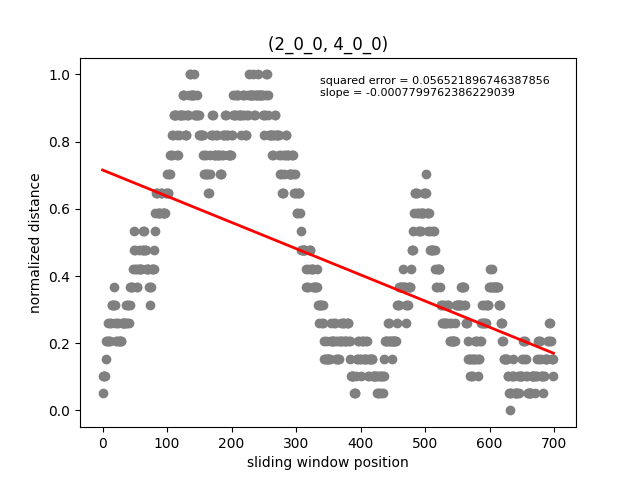 (2_0_0, 4_0_0)
squared error = 0.056521896746387856
slope = -0.0007799762386229039
1.0
0.8
0.6
0.4
0.2
0.0
normalized distance
0 100 200 300 400 500 600 700
sliding window position